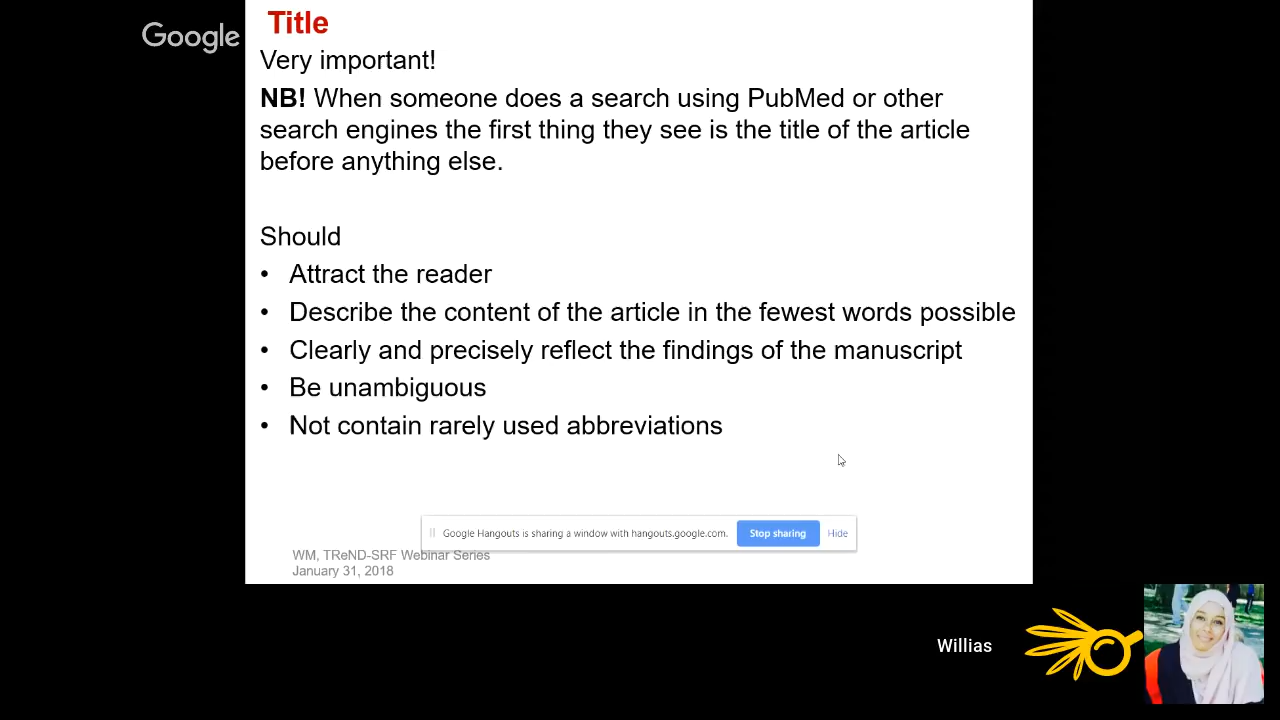 Google
Title
Very important!
NB! When someone does a search using PubMed or other
search engines the first thing they see is the title of the article
before anything else.
Should
• Attract the reader
• Describe the content of the article in the fewest words possible
• Clearly and precisely reflect the findings of the manuscript
• Be unambiguous
• Not contain rarely used abbreviations
Google Hangouts is sharing a window with hangouts.google.com. Stop sharing Hide
WM, TReND-SRF Webinar Series
January 31, 2018
Willias